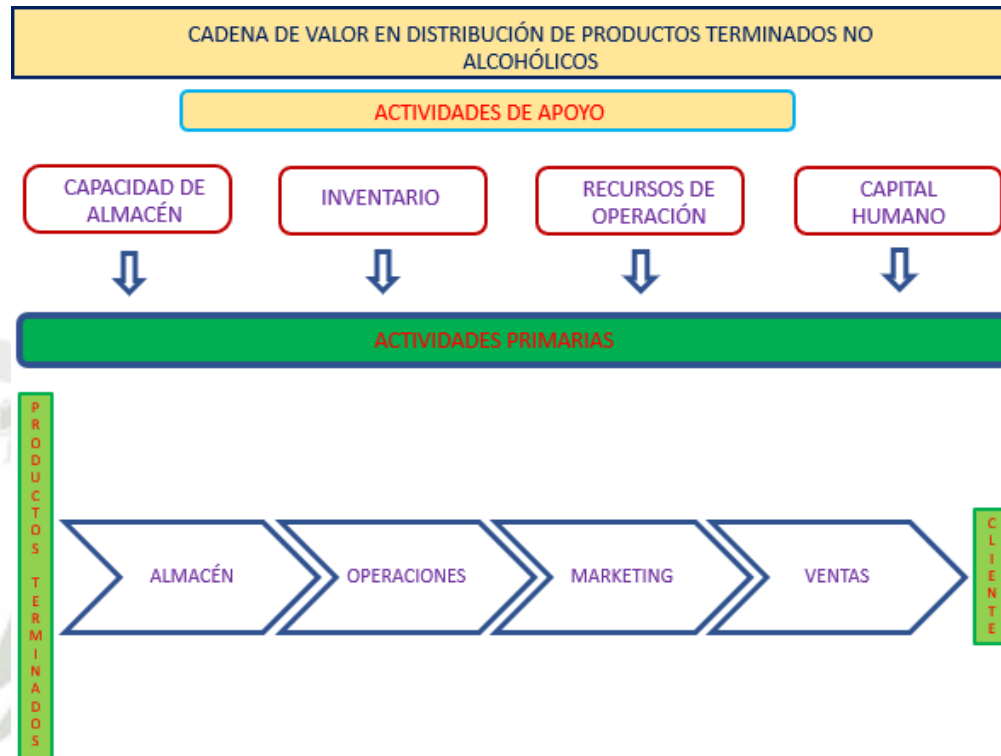 CADENA DE VALOR EN DISTRIBUCIÓN DE PRODUCTOS TERMINADOS NO
ALCOHÓLICOS
ACTIVIDADES DE APOYO
CAPACIDAD DE
ALMACÉN
INVENTARIO
RECURSOS DE
OPERACIÓN
CAPITAL
HUMANO
ACTIVIDADES PRIMARIAS
PRODUCTOS TERMINADOS
ALMACÉN
OPERACIONES
MARKETING
VENTAS
CLIENTE